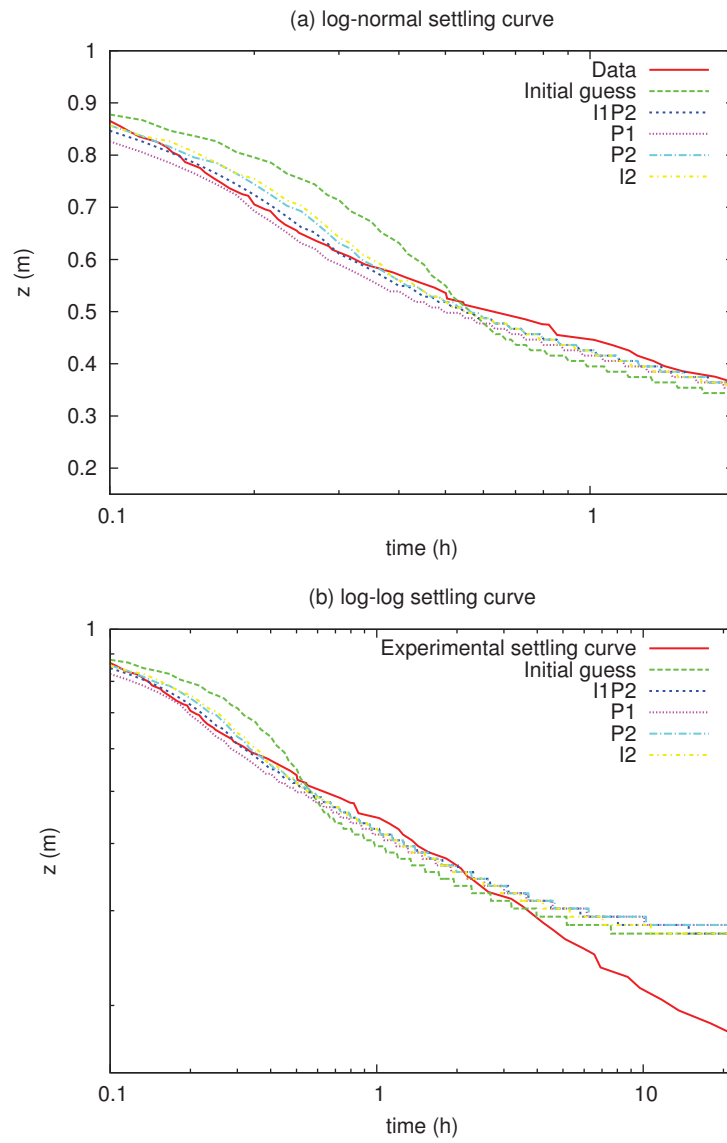 (a) log-normal settling curve
1
0.9
0.8
0.7
0.6
0.5
0.4
0.3
0.2
z (m)
Data
Initial guess
I1P2
P1
P2
I2
0.1
1
time (h)
(b) log-log settling curve
1
z (m)
Experimental settling curve
Initial guess
I1P2
P1
P2
I2
0.1
1
10
time (h)